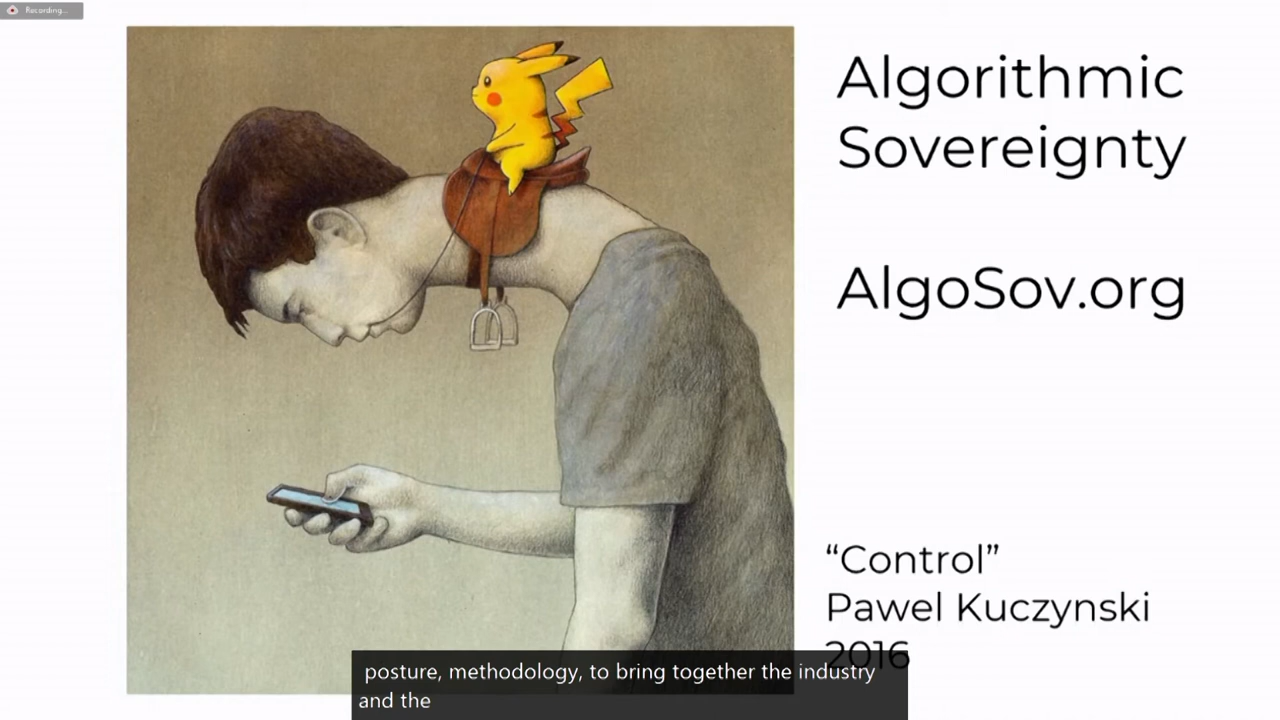 Recording...
Algorithmic
Sovereignty
AlgoSov.org
“Control”
Pawel Kuczynski
2016
posture, methodology, to bring together the industry
and the